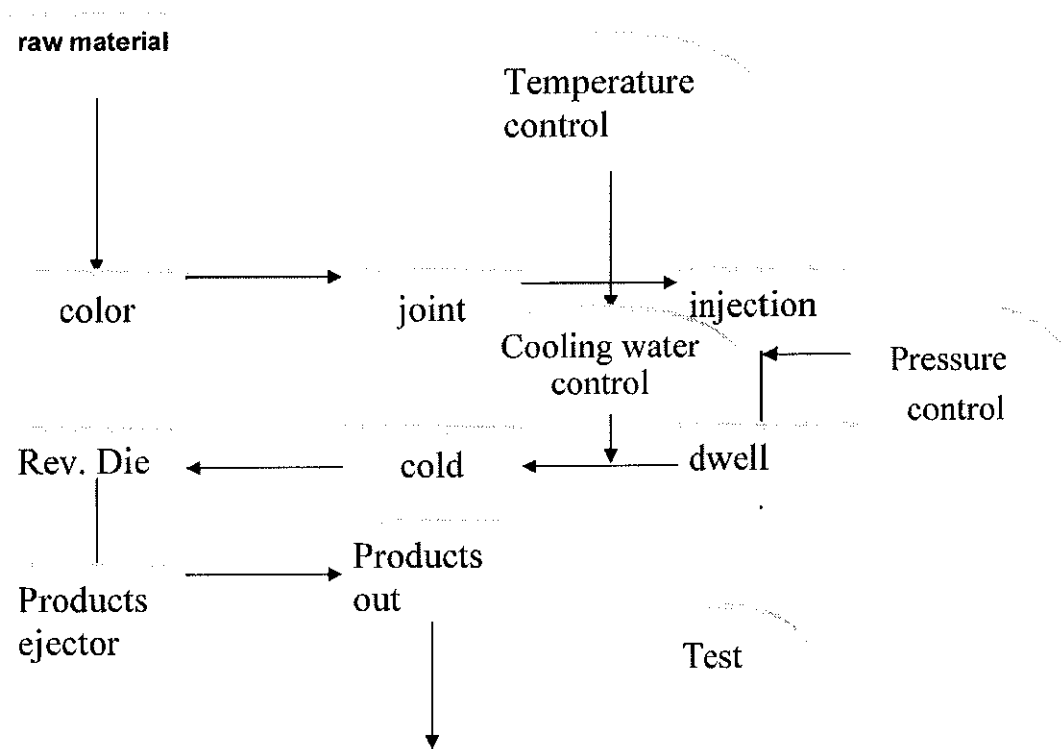 raw material
Temperature
control
color
joint
injection
Cooling water
control
Pressure
control
Rev. Die
cold
dwell
Products
out
Products
ejector
Test